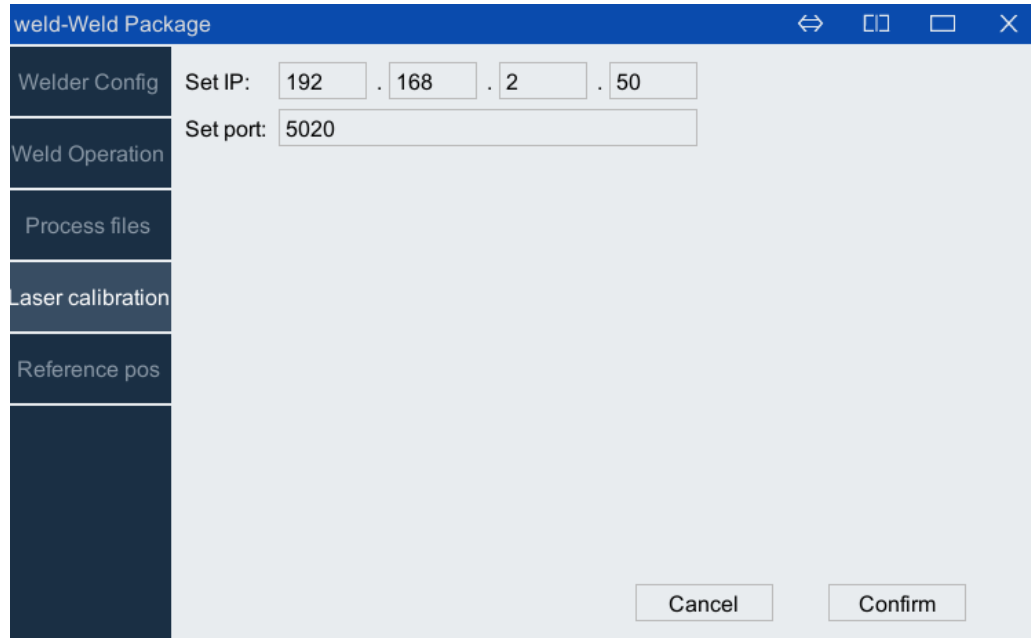 weld-Weld Package
Welder Config
Weld Operation
Process files
Laser calibration
Reference pos
Set IP: 192 . 168 . 2 . 50
Set port: 5020
Cancel Confirm